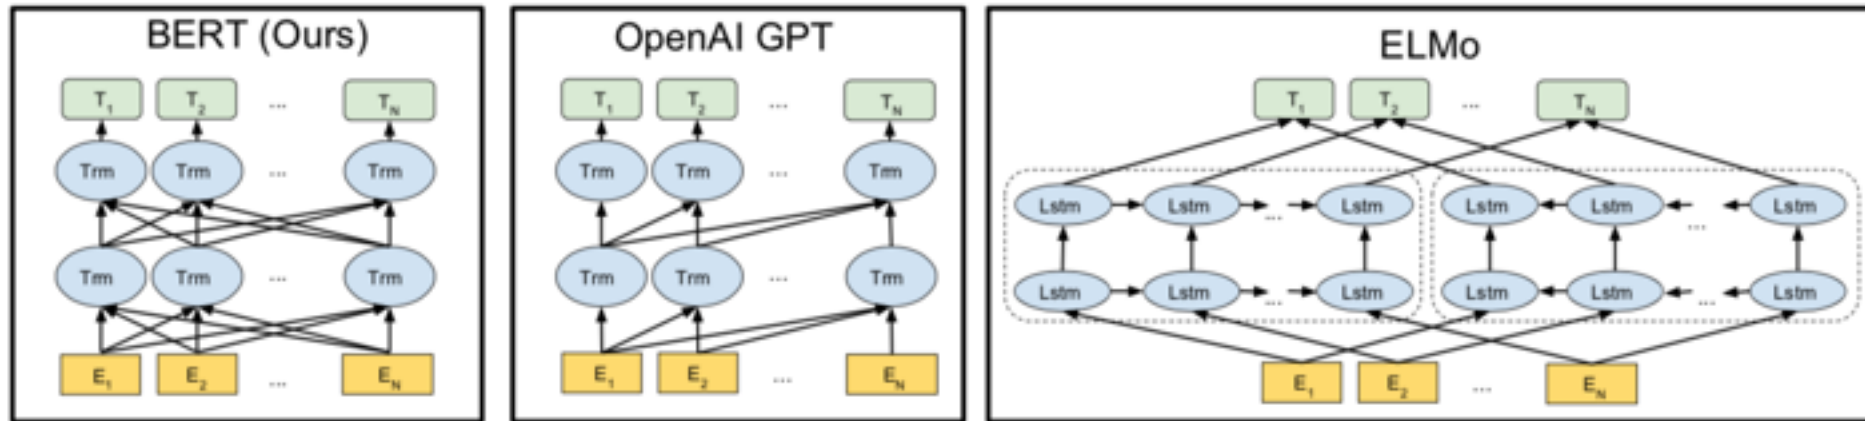 BERT (Ours)
T1 T2 ... TN
Trm Trm ... Trm
Trm Trm ... Trm
E1 E2 ... EN
OpenAI GPT
T1 T2 ... TN
Trm Trm ... Trm
Trm Trm ... Trm
E1 E2 ... EN
ELMo
T1 T2 ... TN
Lstm Lstm ... Lstm Lstm Lstm ... Lstm
Lstm Lstm ... Lstm Lstm Lstm ... Lstm
E1 E2 ... EN